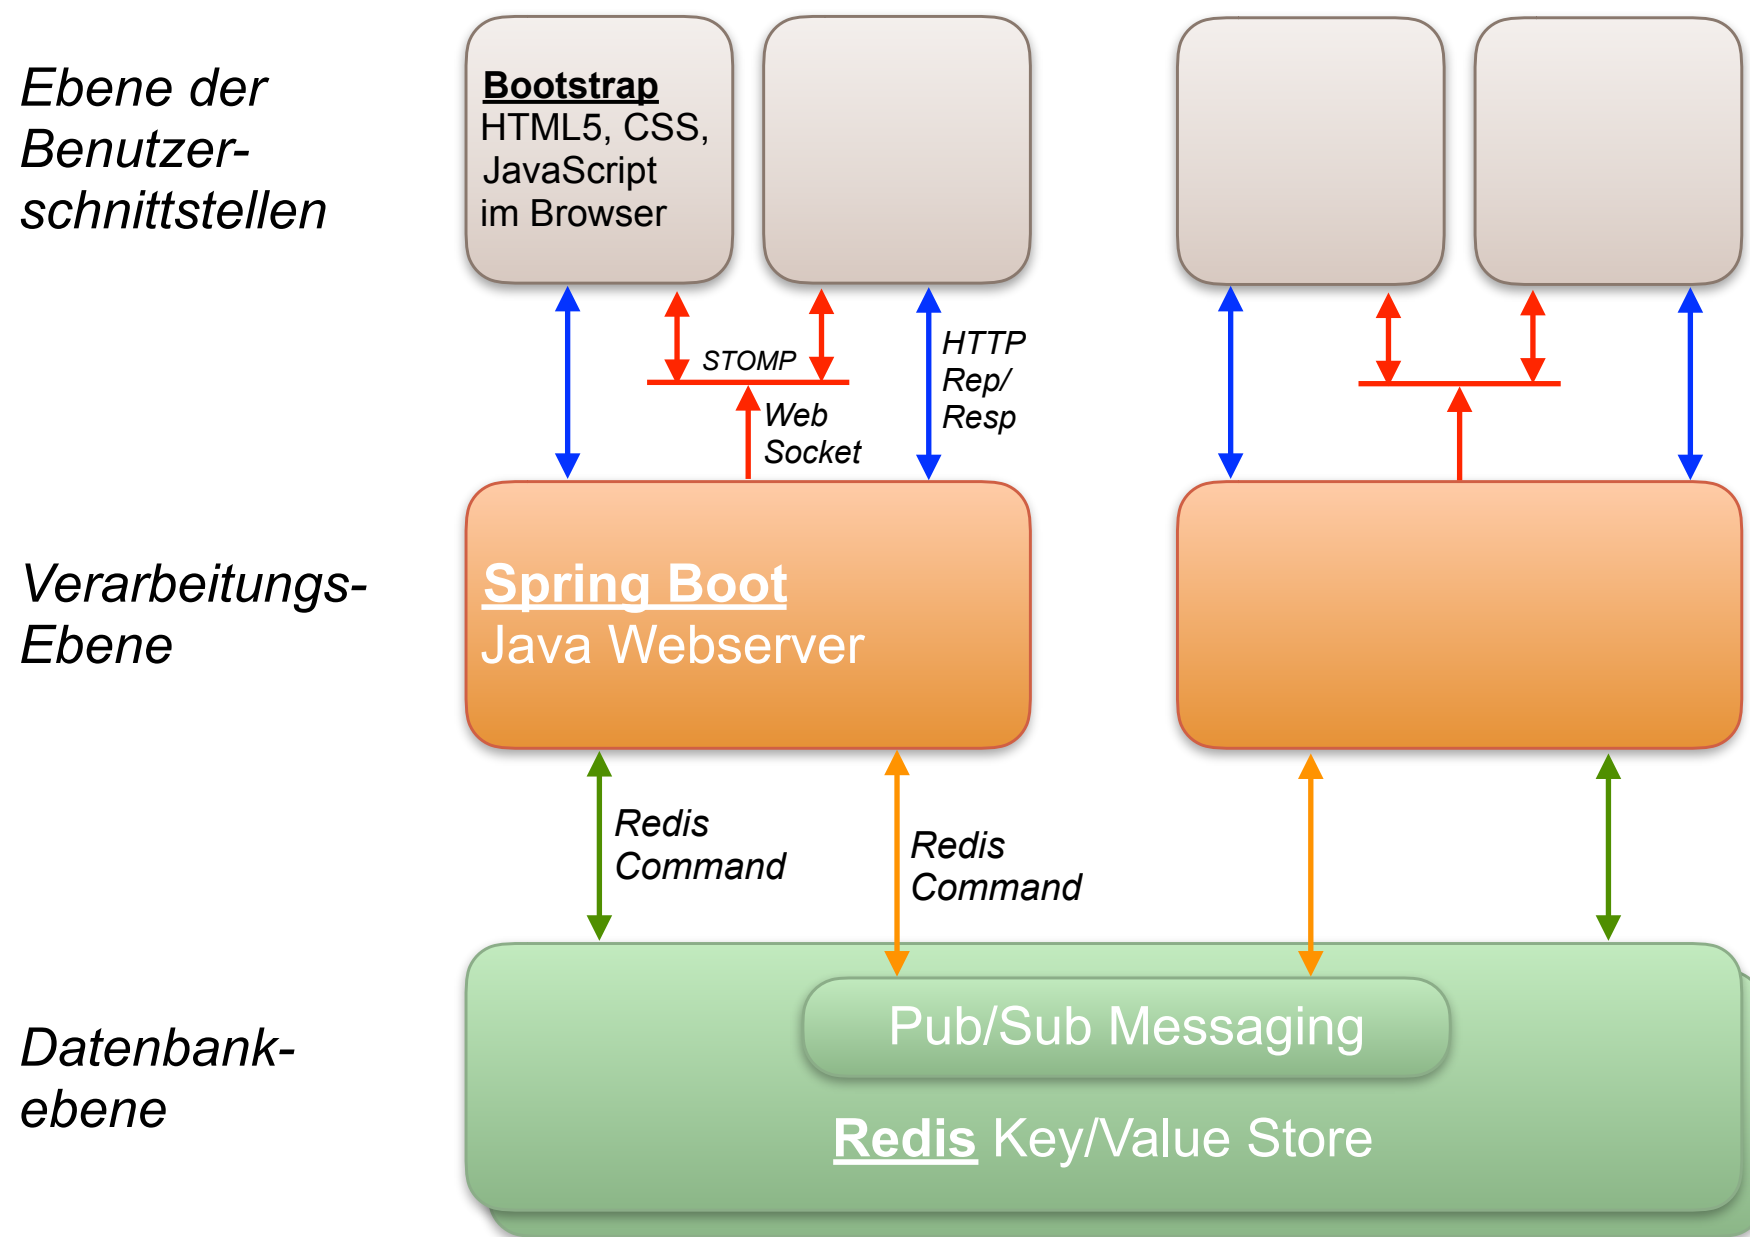 Ebene der
Benutzer-
schnittstellen
Bootstrap
HTML5, CSS,
JavaScript
im Browser
STOMP
Web
Socket
HTTP
Rep/
Resp
Verarbeitungs-
Ebene
Spring Boot
Java Webserver
Redis
Command
Redis
Command
Datenbank-
ebene
Pub/Sub Messaging
Redis Key/Value Store